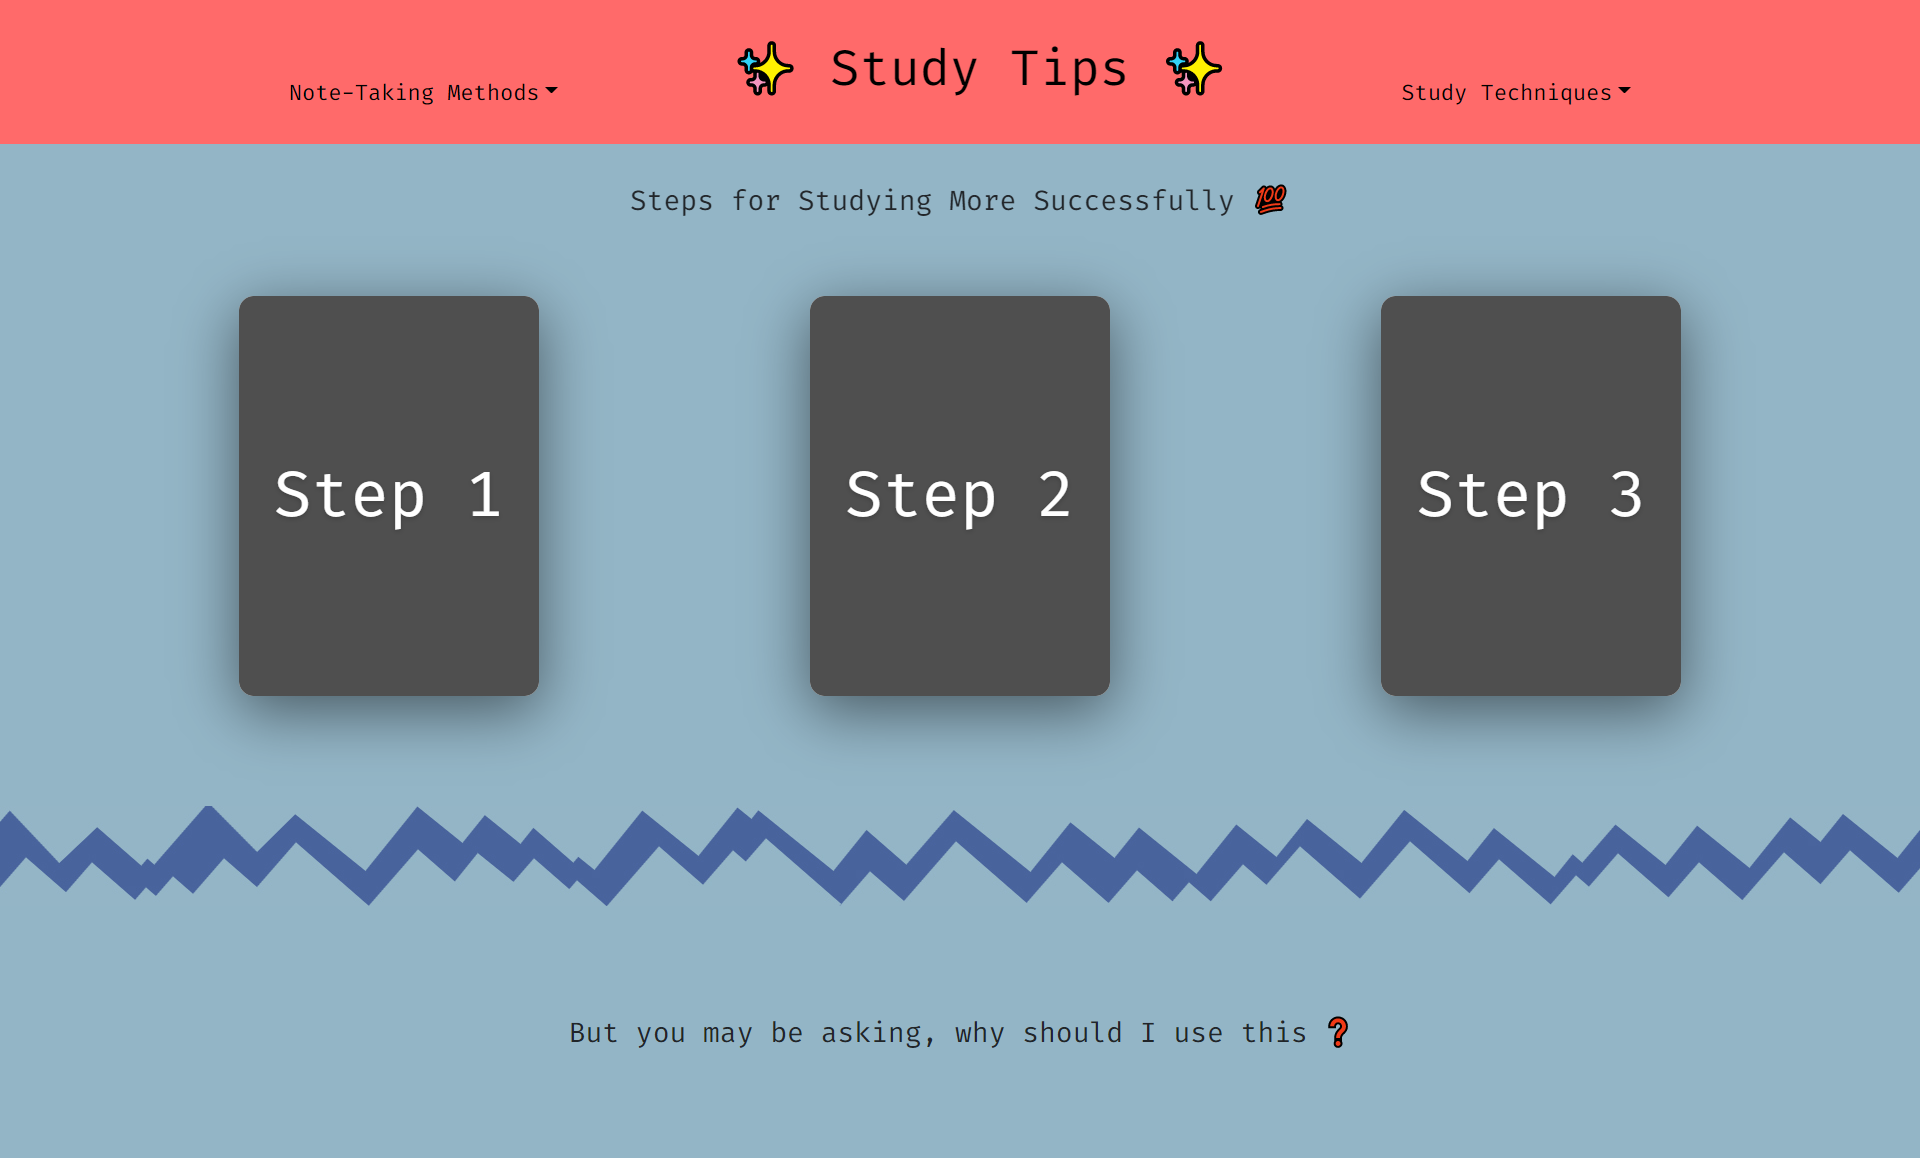 ✨ Study Tips ✨
Note-Taking Methods
Study Techniques
Steps for Studying More Successfully 💯
Step 1
Step 2
Step 3
But you may be asking, why should I use this ❓